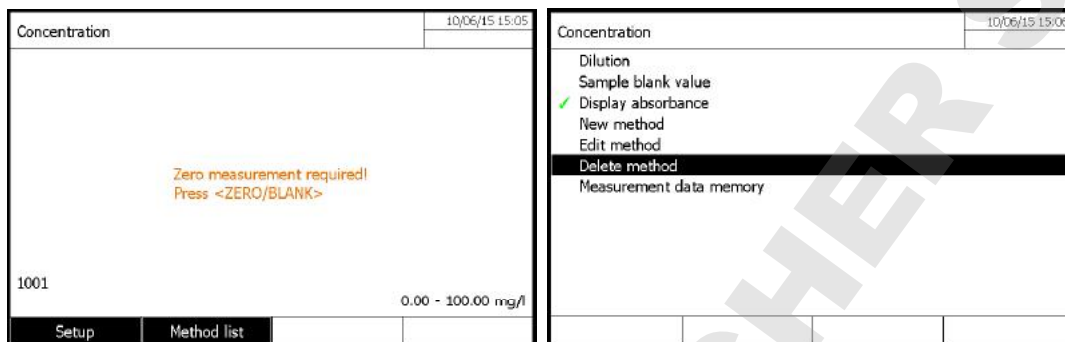 Concentration
10/06/15 15:05
Zero measurement required!
Press <ZERO/BLANK>
1001
0.00 - 100.00 mg/l
Setup
Method list
Concentration
10/06/15 15:06
Dilution
Sample blank value
✓ Display absorbance
New method
Edit method
Delete method
Measurement data memory